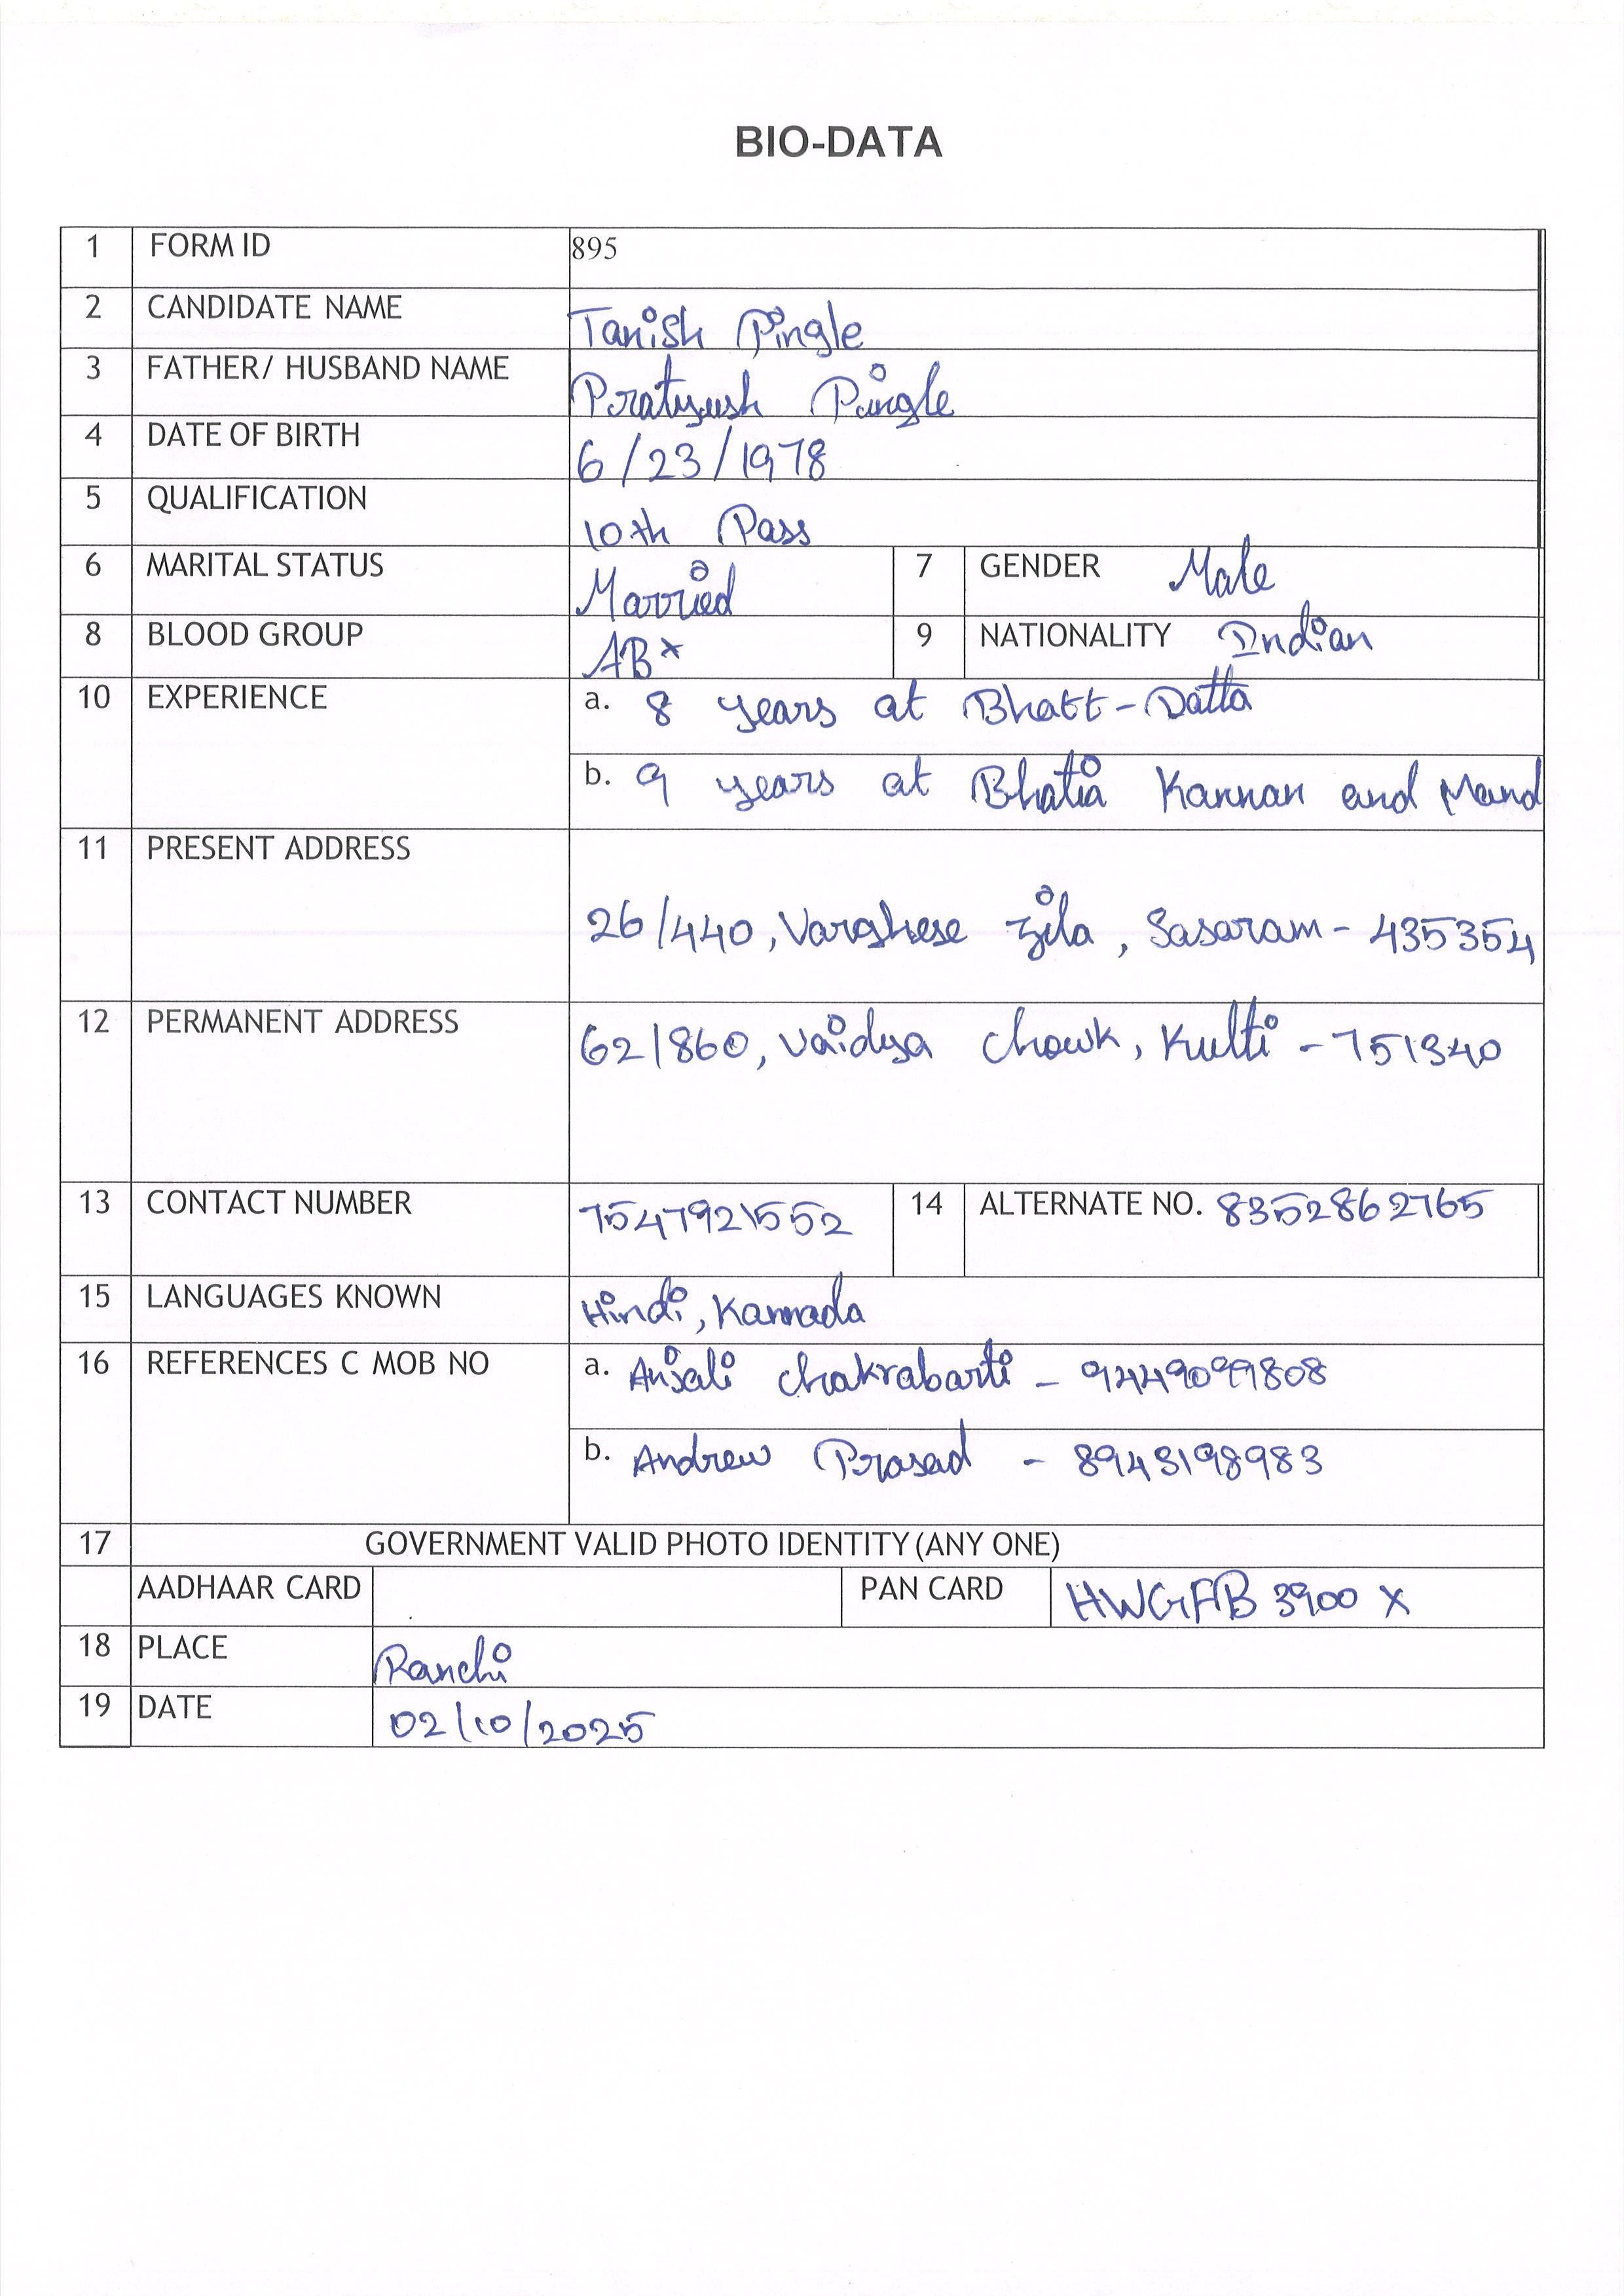 BIO-DATA
1 FORM ID 895
2 CANDIDATE NAME Tanish Pingle
3 FATHER/ HUSBAND NAME Pratyush Pingle
4 DATE OF BIRTH 6/23/1978
5 QUALIFICATION 10th Pass
6 MARITAL STATUS Married 7 GENDER Male
8 BLOOD GROUP AB+ 9 NATIONALITY Indian
10 EXPERIENCE a. 8 years at Bhatt-Datta
b. 9 years at Bhatia Kannan and Mand
11 PRESENT ADDRESS
26/440, Varghese Zila, Sasaram - 435354
12 PERMANENT ADDRESS 62/860, Vaidya Chowk, Kulti - 751340
13 CONTACT NUMBER 7547921552 14 ALTERNATE NO. 8352862765
15 LANGUAGES KNOWN Hindi, Kannada
16 REFERENCES C MOB NO a. Anjali Chakrabarti - 9449099808
b. Andrew Prasad - 8943198983
17 GOVERNMENT VALID PHOTO IDENTITY (ANY ONE)
AADHAAR CARD PAN CARD HWGFB3900X
18 PLACE Ranchi
19 DATE 02/10/2025